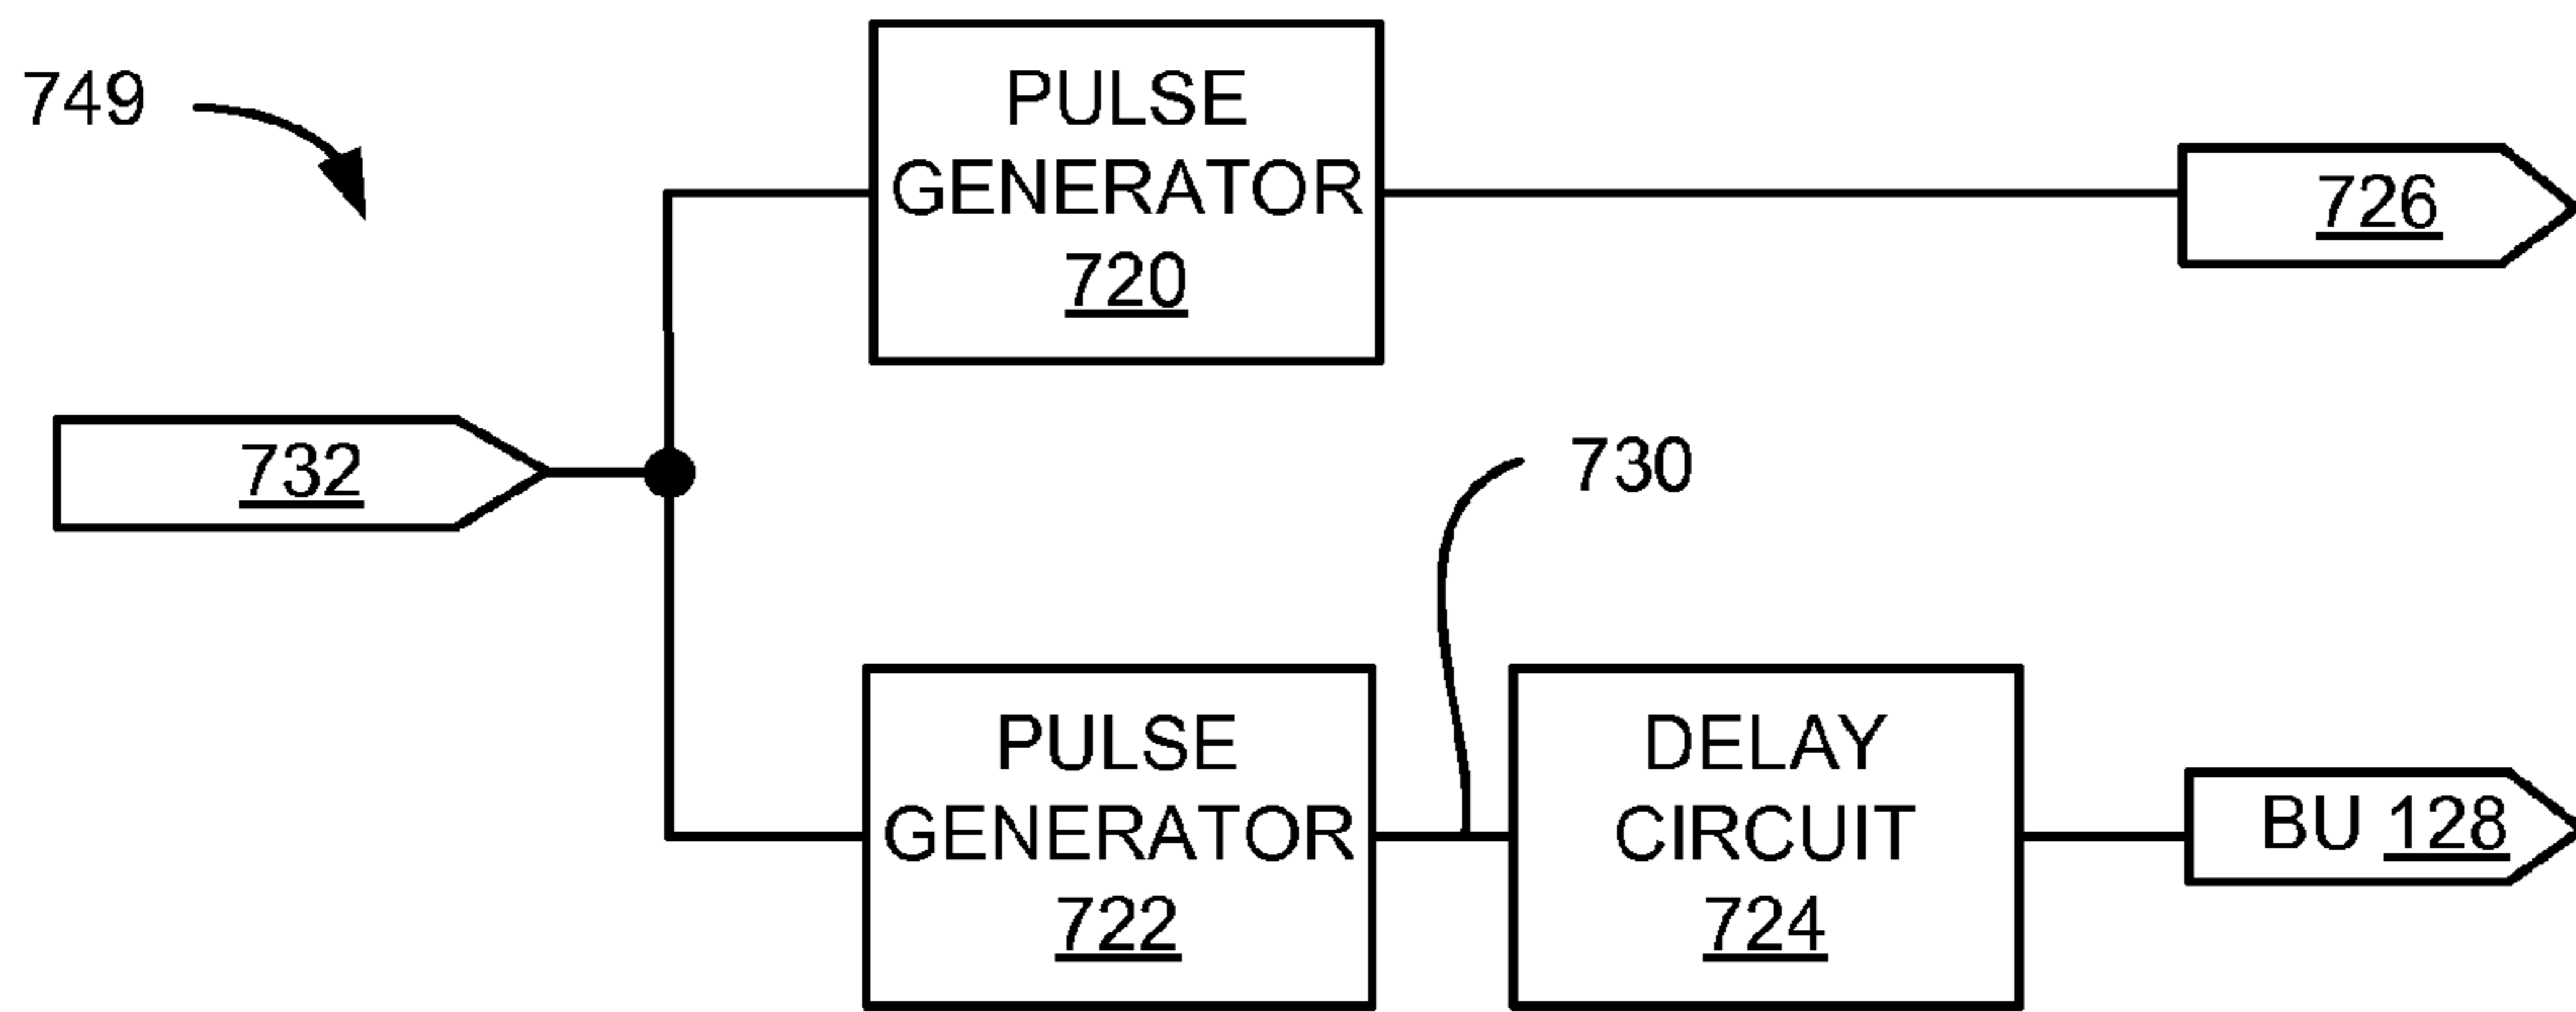 749
PULSE
GENERATOR
720
726
732
730
PULSE
GENERATOR
722
DELAY
CIRCUIT
724
BU 128